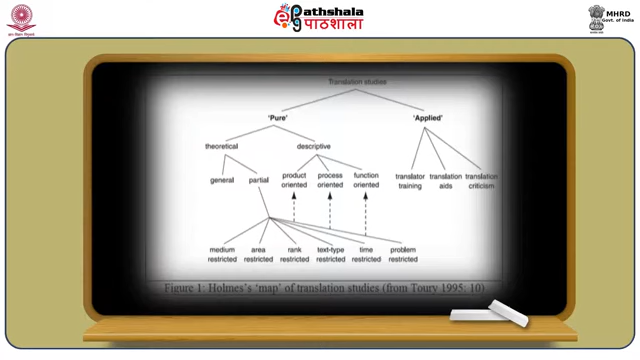 ePathshala
पाठशाला
MHRD
Govt. of India
Translation studies
'Pure' 'Applied'
theoretical descriptive
general partial product oriented process oriented function oriented translator training translation aids translation criticism
medium restricted area restricted rank restricted text-type restricted time restricted problem restricted
Figure 1: Holmes's 'map' of translation studies (from Toury 1995: 10)